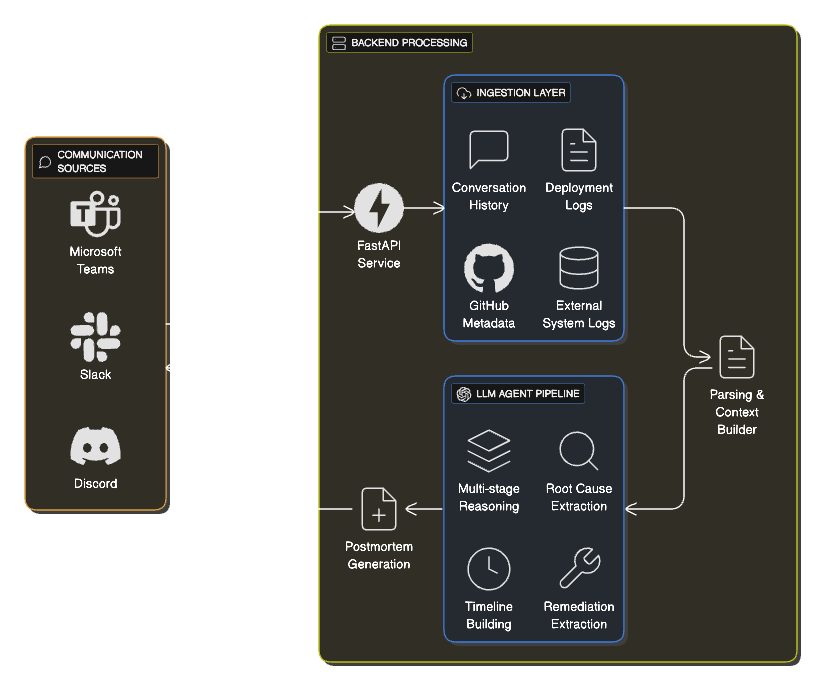 COMMUNICATION
SOURCES
Microsoft
Teams
Slack
Discord
BACKEND PROCESSING
FastAPI
Service
INGESTION LAYER
Conversation
History
Deployment
Logs
GitHub
Metadata
External
System Logs
Parsing &
Context
Builder
LLM AGENT PIPELINE
Multi-stage
Reasoning
Root Cause
Extraction
Timeline
Building
Remediation
Extraction
Postmortem
Generation